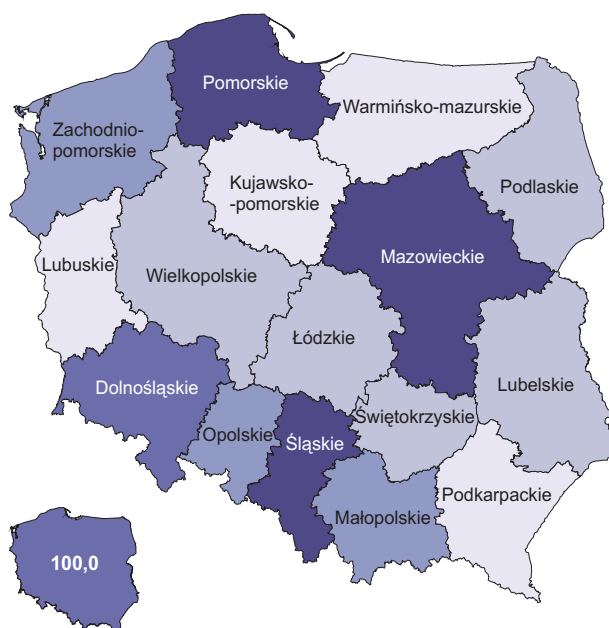 Pomorskie
Warmińsko-mazurskie
Zachodnio-
pomorskie
Kujawsko-
-pomorskie
Podlaskie
Lubuskie
Wielkopolskie
Mazowieckie
Łódzkie
Dolnośląskie
Lubelskie
Opolskie
Śląskie
Świętokrzyskie
Podkarpackie
Małopolskie
100,0